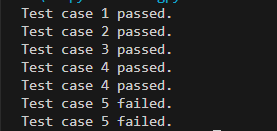 Test case 1 passed.
Test case 2 passed.
Test case 3 passed.
Test case 4 passed.
Test case 4 passed.
Test case 5 failed.
Test case 5 failed.